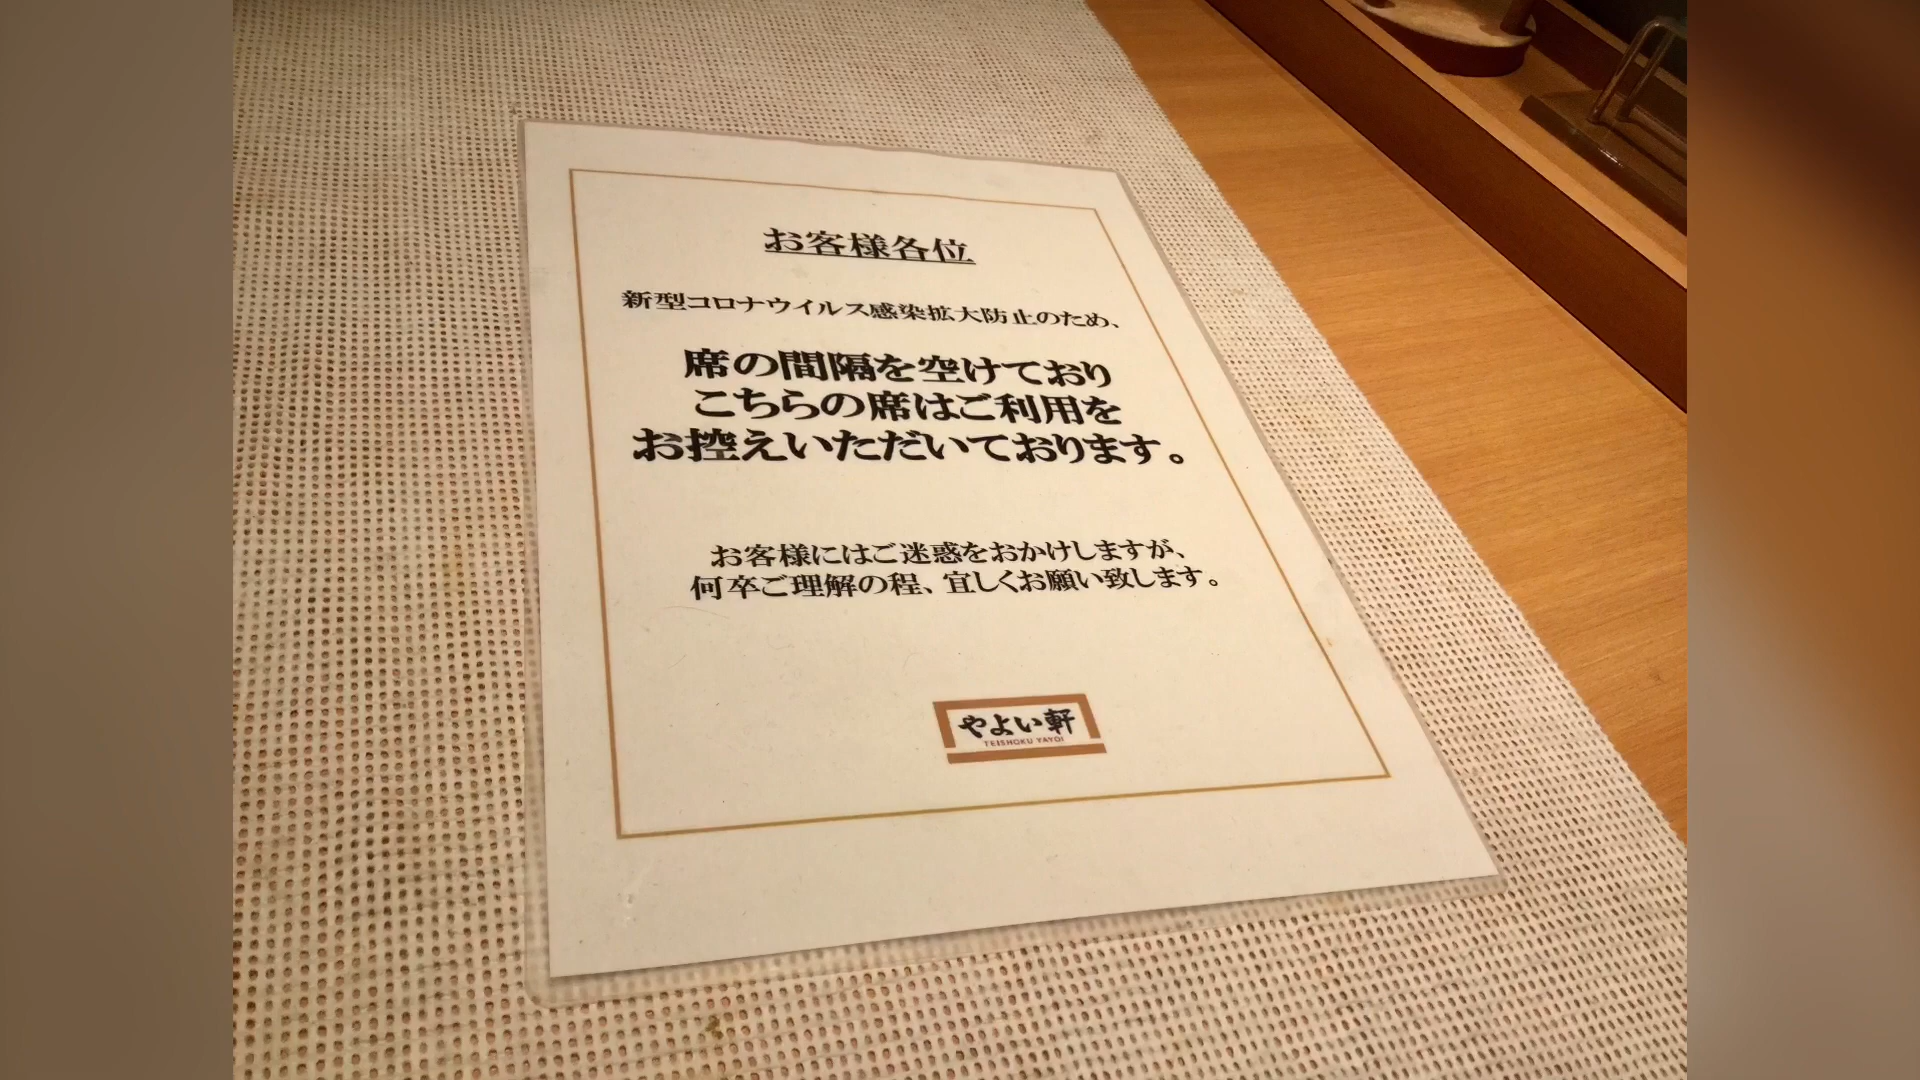 お客様各位
新型コロナウイルス感染拡大防止のため、
席の間隔を空けており
こちらの席はご利用を
お控えいただいております。
お客様にはご迷惑をおかけしますが、
何卒ご理解の程、宜しくお願い致します。
やよい軒
TEISHOKU YAYOI